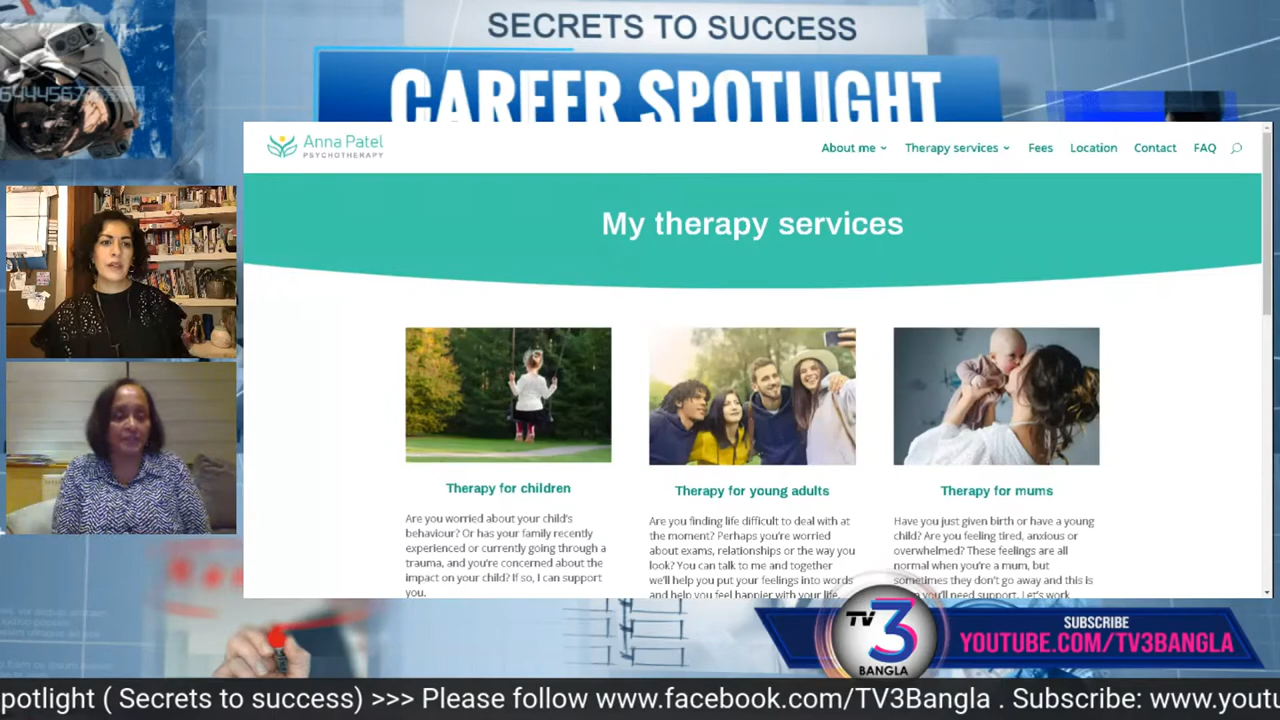 SECRETS TO SUCCESS
CAREER SPOTLIGHT
6444567
Anna Patel
PSYCHOTHERAPY
About me
Therapy services
Fees
Location
Contact
FAQ
My therapy services
Therapy for children
Are you worried about your child's
behaviour? Or has your family recently
experienced or currently going through a
trauma, and you're concerned about the
impact on your child? If so, I can support
you.
Therapy for young adults
Are you finding life difficult to deal with at
the moment? Perhaps you're worried
about exams, relationships or the way you
look? You can talk to me and together
we'll help you put your feelings into words
and help you feel happier with your life.
Therapy for mums
Have you just given birth or have a young
child? Are you feeling tired, anxious or
overwhelmed? These feelings are all
normal when you're a mum, but
sometimes they don't go away and this is
you'll need support. Let's work
TV3
BANGLA
SUBSCRIBE
YOUTUBE.COM/TV3BANGLA
potlight ( Secrets to success) >>> Please follow www.facebook.com/TV3Bangla . Subscribe: www.youtu